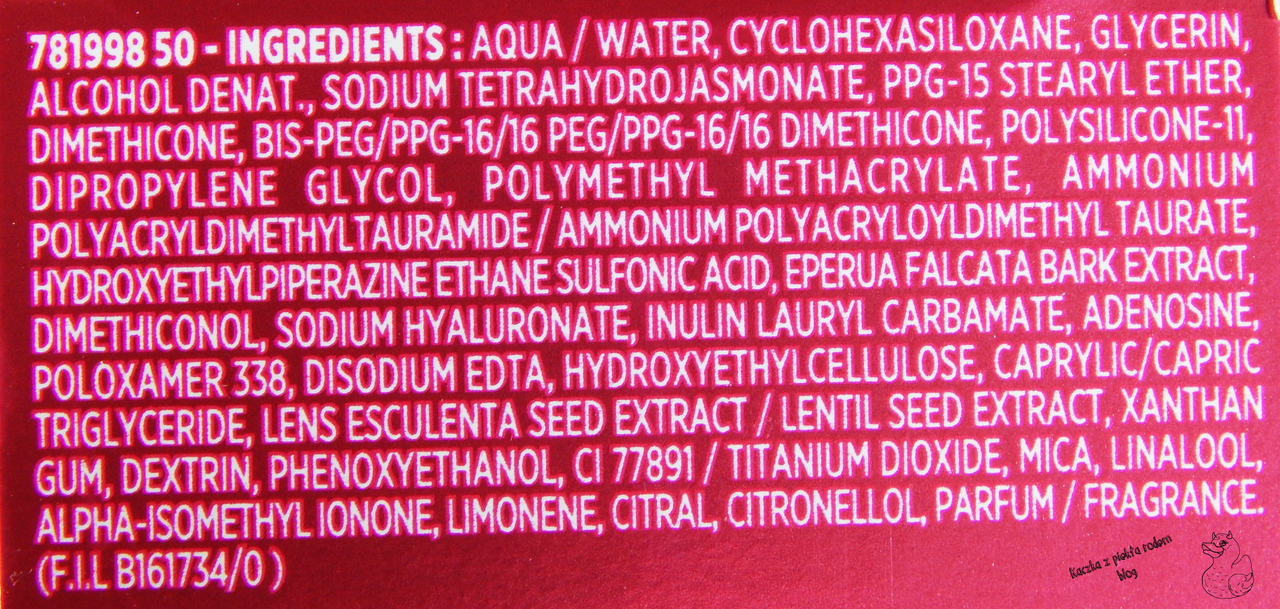 781998 50 - INGREDIENTS : AQUA / WATER, CYCLOHEXASILOXANE, GLYCERIN,
ALCOHOL DENAT., SODIUM TETRAHYDROJASMONATE, PPG-15 STEARYL ETHER,
DIMETHICONE, BIS-PEG/PPG-16/16 PEG/PPG-16/16 DIMETHICONE, POLYSILICONE-11,
DIPROPYLENE GLYCOL, POLYMETHYL METHACRYLATE, AMMONIUM
POLYACRYLDIMETHYLTAURAMIDE / AMMONIUM POLYACRYLOYLDIMETHYL TAURATE,
HYDROXYETHYLPIPERAZINE ETHANE SULFONIC ACID, EPERUA FALCATA BARK EXTRACT,
DIMETHICONOL, SODIUM HYALURONATE, INULIN LAURYL CARBAMATE, ADENOSINE,
POLOXAMER 338, DISODIUM EDTA, HYDROXYETHYLCELLULOSE, CAPRYLIC/CAPRIC
TRIGLYCERIDE, LENS ESCULENTA SEED EXTRACT / LENTIL SEED EXTRACT, XANTHAN
GUM, DEXTRIN, PHENOXYETHANOL, CI 77891 / TITANIUM DIOXIDE, MICA, LINALOOL,
ALPHA-ISOMETHYL IONONE, LIMONENE, CITRAL, CITRONELLOL, PARFUM / FRAGRANCE.
(F.I.L B161734/0 )
Kaczka z piekła rodem
blog